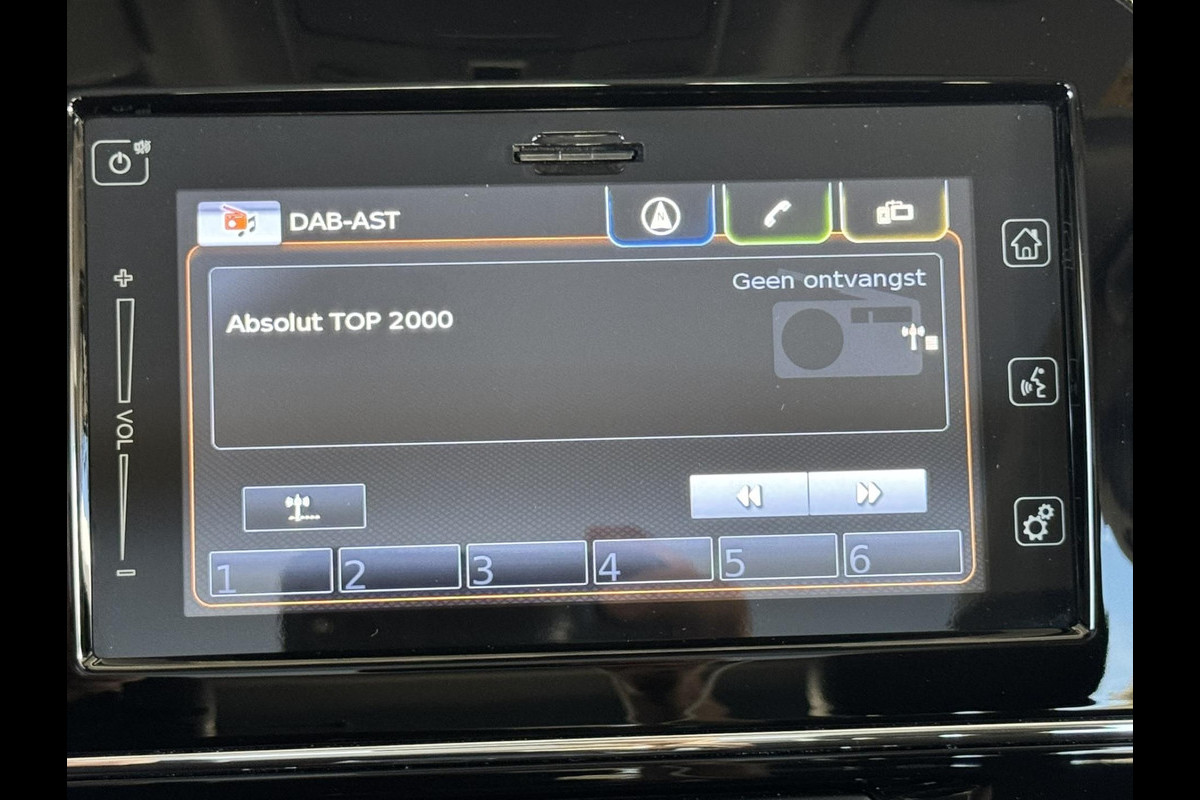 DAB-AST
N
Geen ontvangst
Absolut TOP 2000
VOL
1 2 3 4 5 6